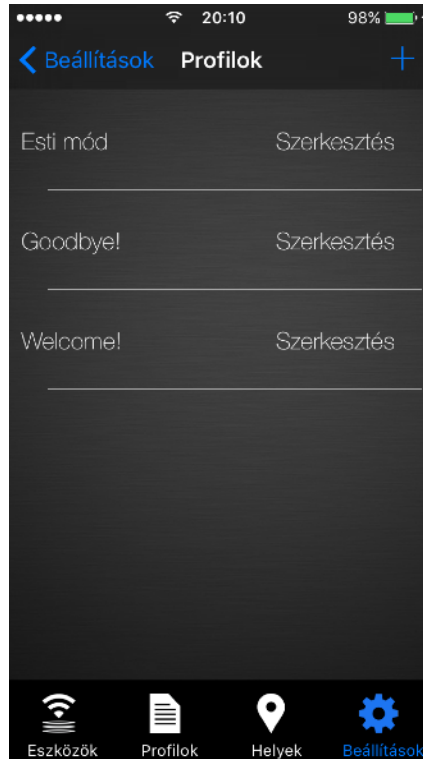 20:10 98%
Beállítások Profilok +
Esti mód Szerkesztés
Goodbye! Szerkesztés
Welcome! Szerkesztés
Eszközök Profilok Helyek Beállítások